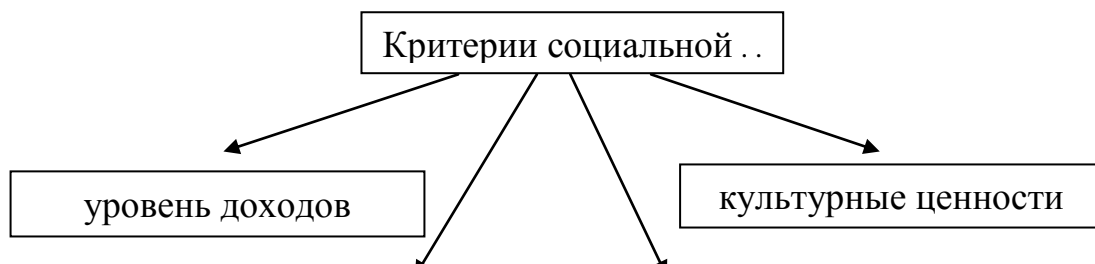 Критерии социальной . .
уровень доходов
культурные ценности